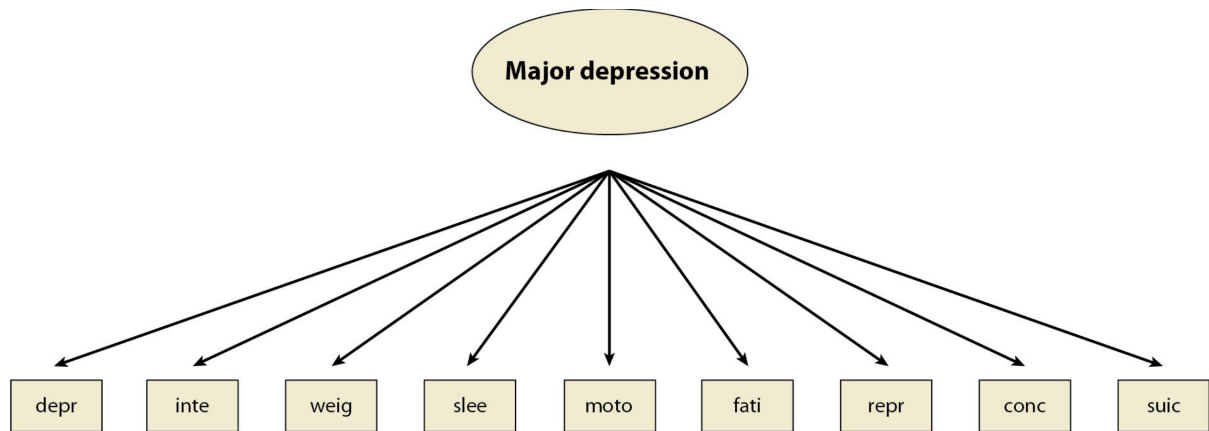 Major depression
depr inte weig slee moto fati repr conc suic